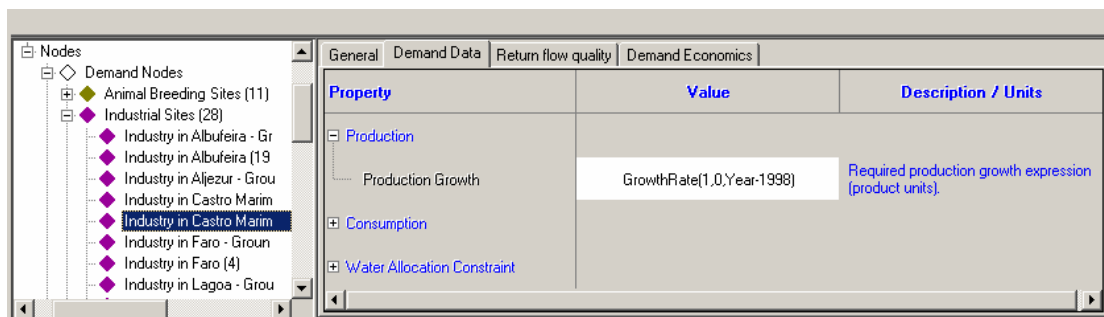 Nodes
Demand Nodes
Animal Breeding Sites (11)
Industrial Sites (28)
Industry in Albufeira - Gr
Industry in Albufeira (19
Industry in Aljezur - Grou
Industry in Castro Marim
Industry in Castro Marim
Industry in Faro - Groun
Industry in Faro (4)
Industry in Lagoa - Grou
General Demand Data Return flow quality Demand Economics
Property Value Description / Units
Production
Production Growth GrowthRate(1,0,Year-1998) Required production growth expression
(product units).
Consumption
Water Allocation Constraint